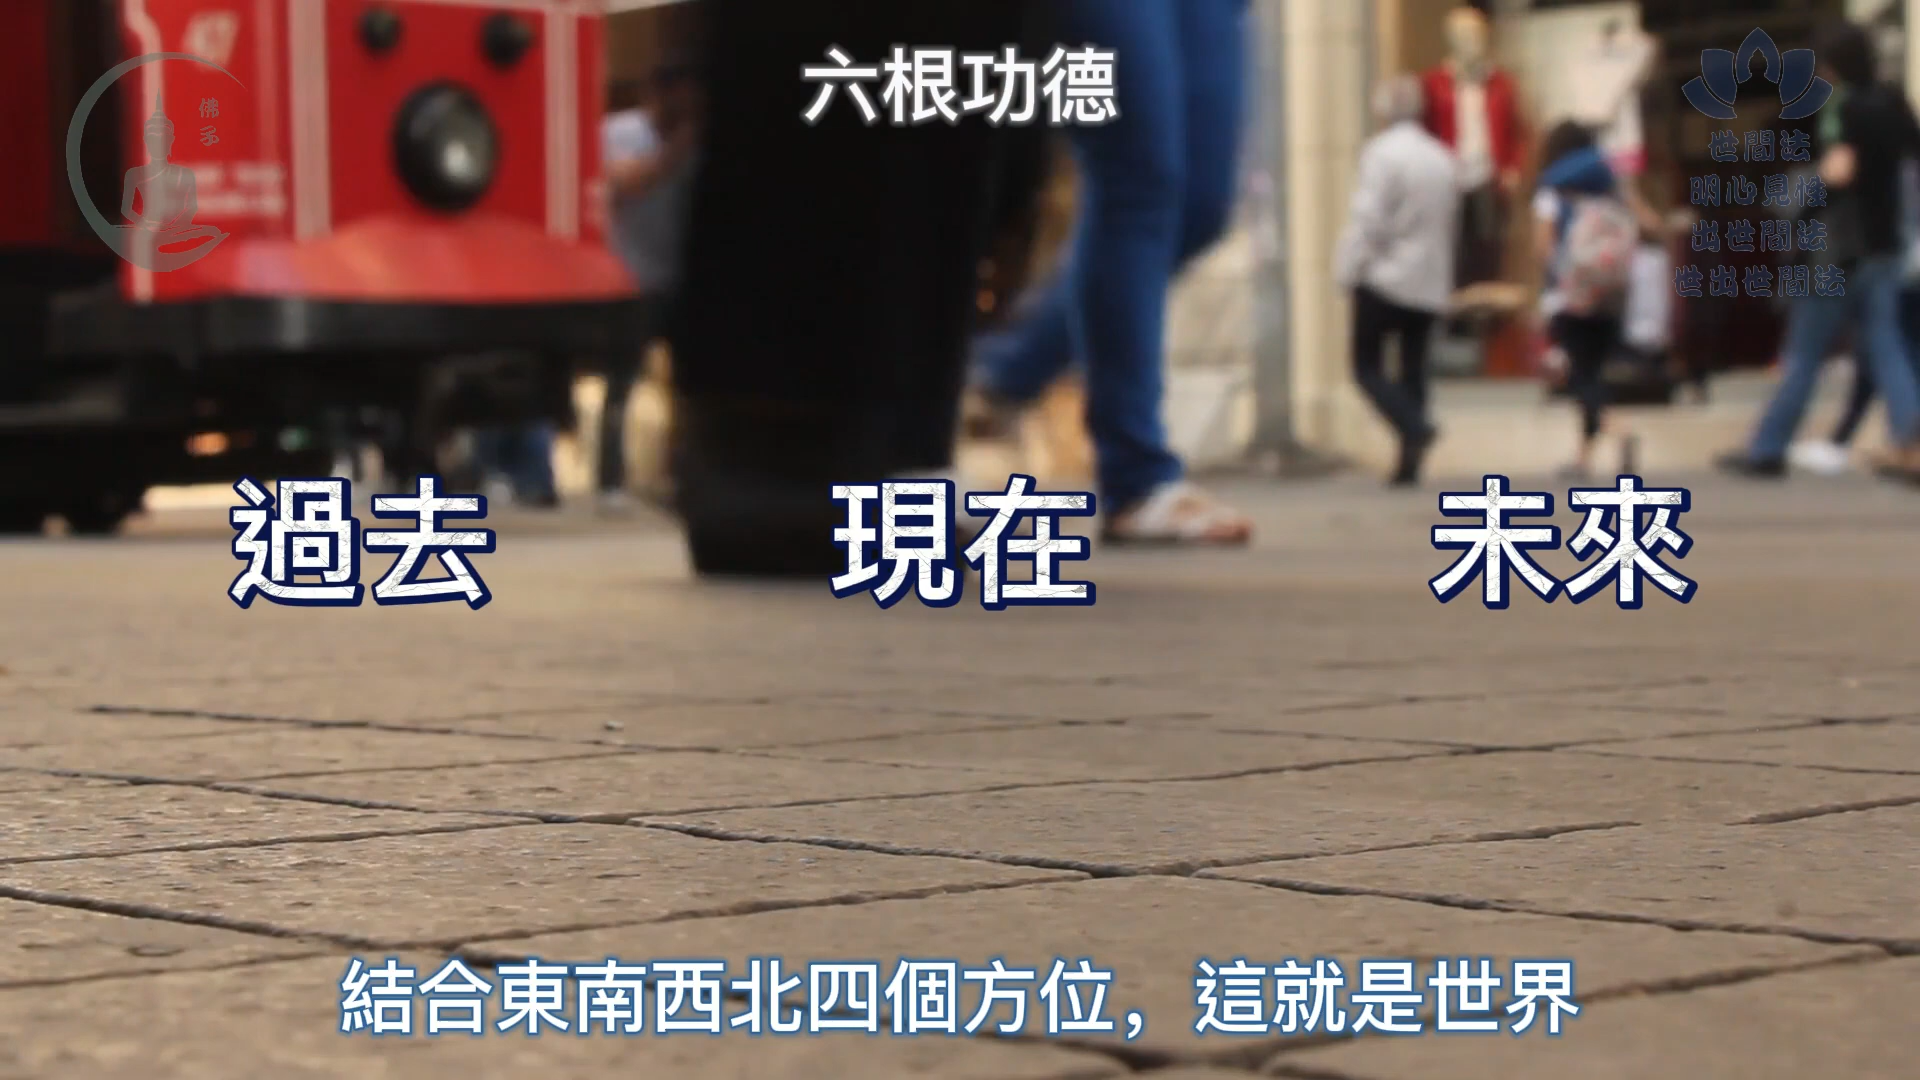 六根功德
佛子
世間法
明心見性
出世間法
世出世間法
過去 現在 未來
結合東南西北四個方位，這就是世界